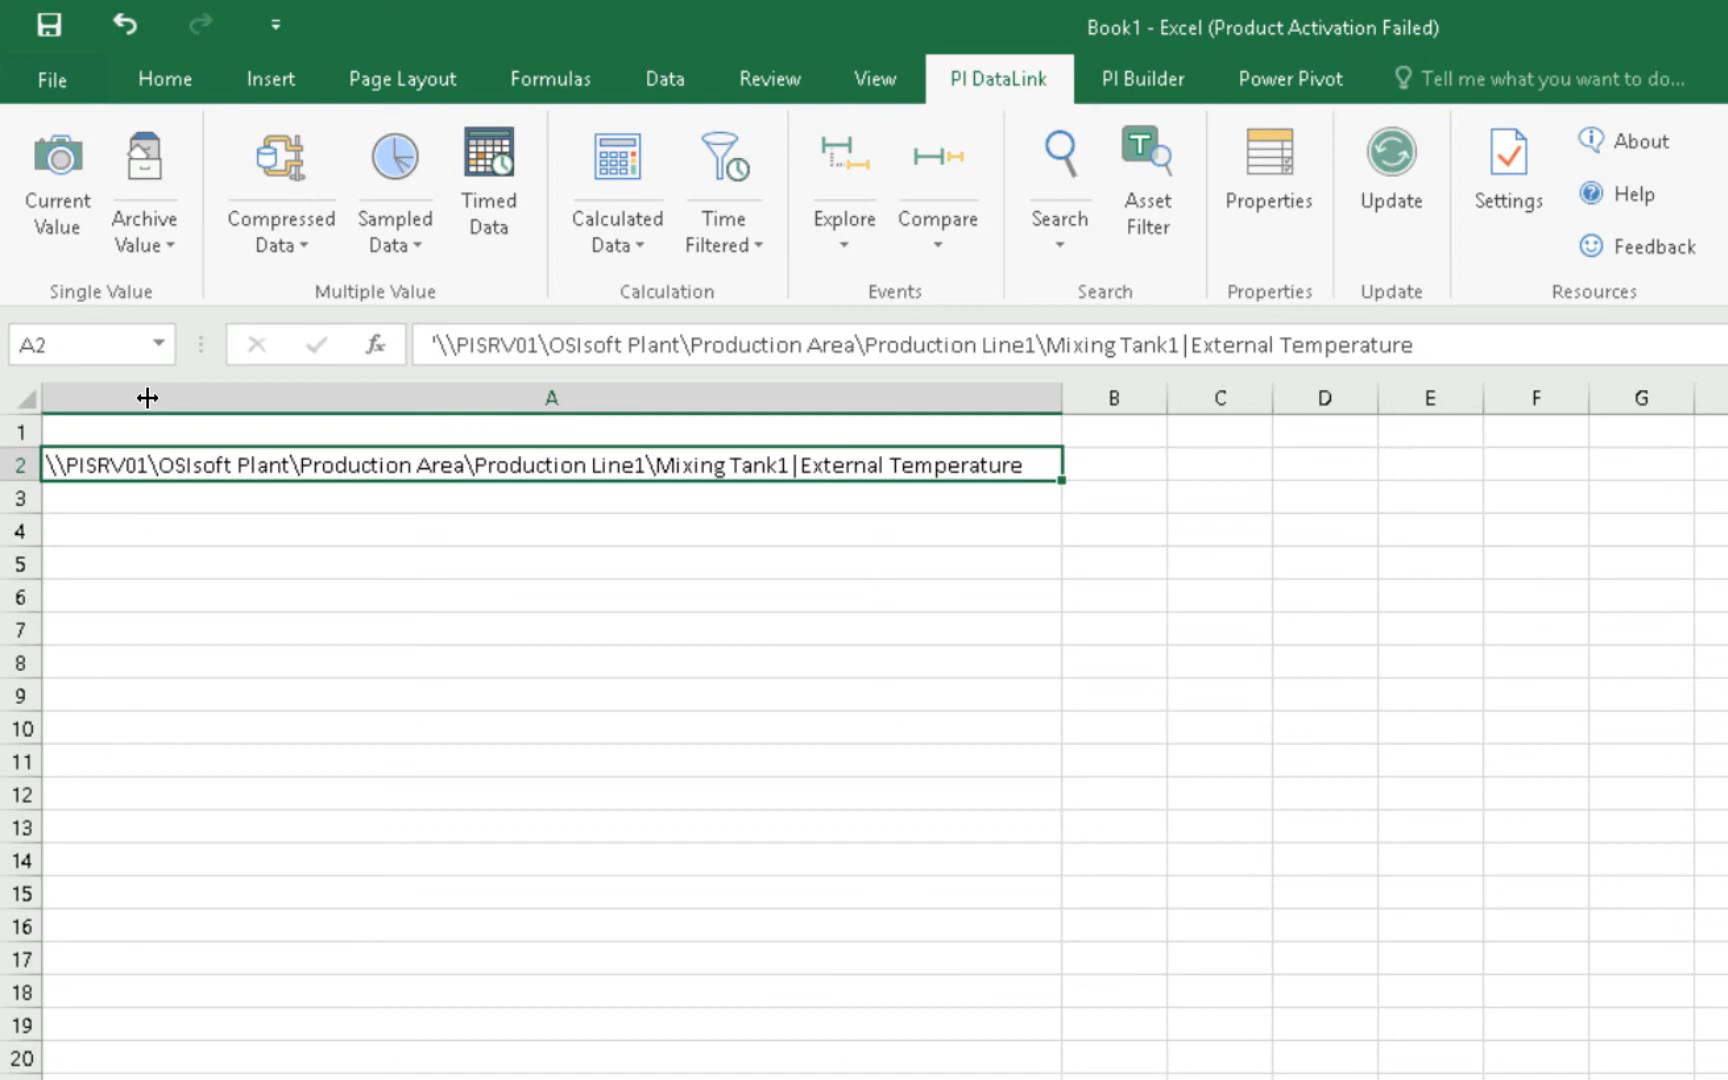 Book1 - Excel (Product Activation Failed)
File Home Insert Page Layout Formulas Data Review View PI DataLink PI Builder Power Pivot Tell me what you want to do...
Current Value
Archive Value
Compressed Data
Sampled Data
Timed Data
Calculated Data
Time Filtered
Explore
Compare
Search
Asset Filter
Properties
Update
Settings
About
Help
Feedback
Single Value Multiple Value Calculation Events Search Properties Update Resources
A2 fx '\\PISRV01\OSIsoft Plant\Production Area\Production Line1\Mixing Tank1|External Temperature
A B C D E F G
1
2 \\PISRV01\OSIsoft Plant\Production Area\Production Line1\Mixing Tank1|External Temperature
3
4
5
6
7
8
9
10
11
12
13
14
15
16
17
18
19
20